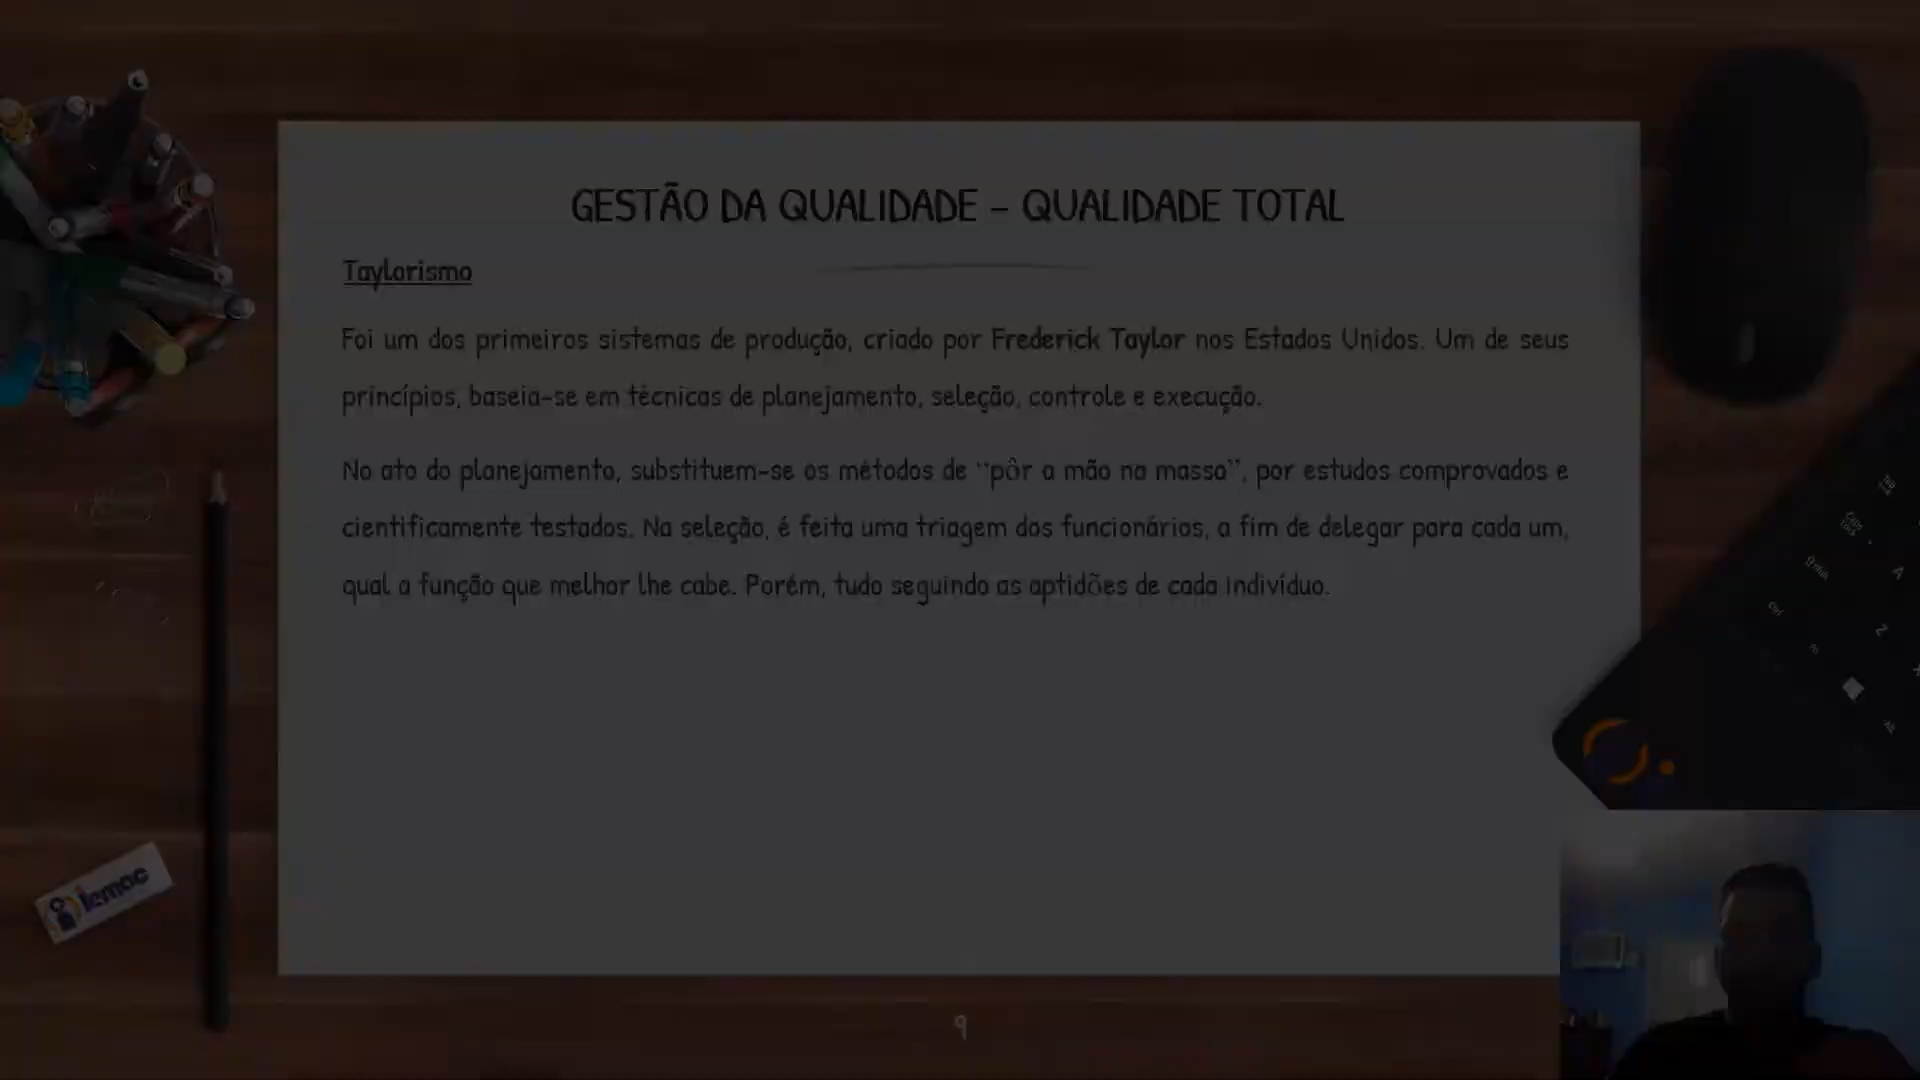 GESTÃO DA QUALIDADE – QUALIDADE TOTAL
Taylorismo
Foi um dos primeiros sistemas de produção, criado por Frederick Taylor nos Estados Unidos. Um de seus
princípios, baseia-se em técnicas de planejamento, seleção, controle e execução.
No ato do planejamento, substituem-se os métodos de “pôr a mão na massa”, por estudos comprovados e
cientificamente testados. Na seleção, é feita uma triagem dos funcionários, a fim de delegar para cada um,
qual a função que melhor lhe cabe. Porém, tudo seguindo as aptidões de cada indivíduo.
Tab
A
Ctrl
Z
X
Alt
iemac
9